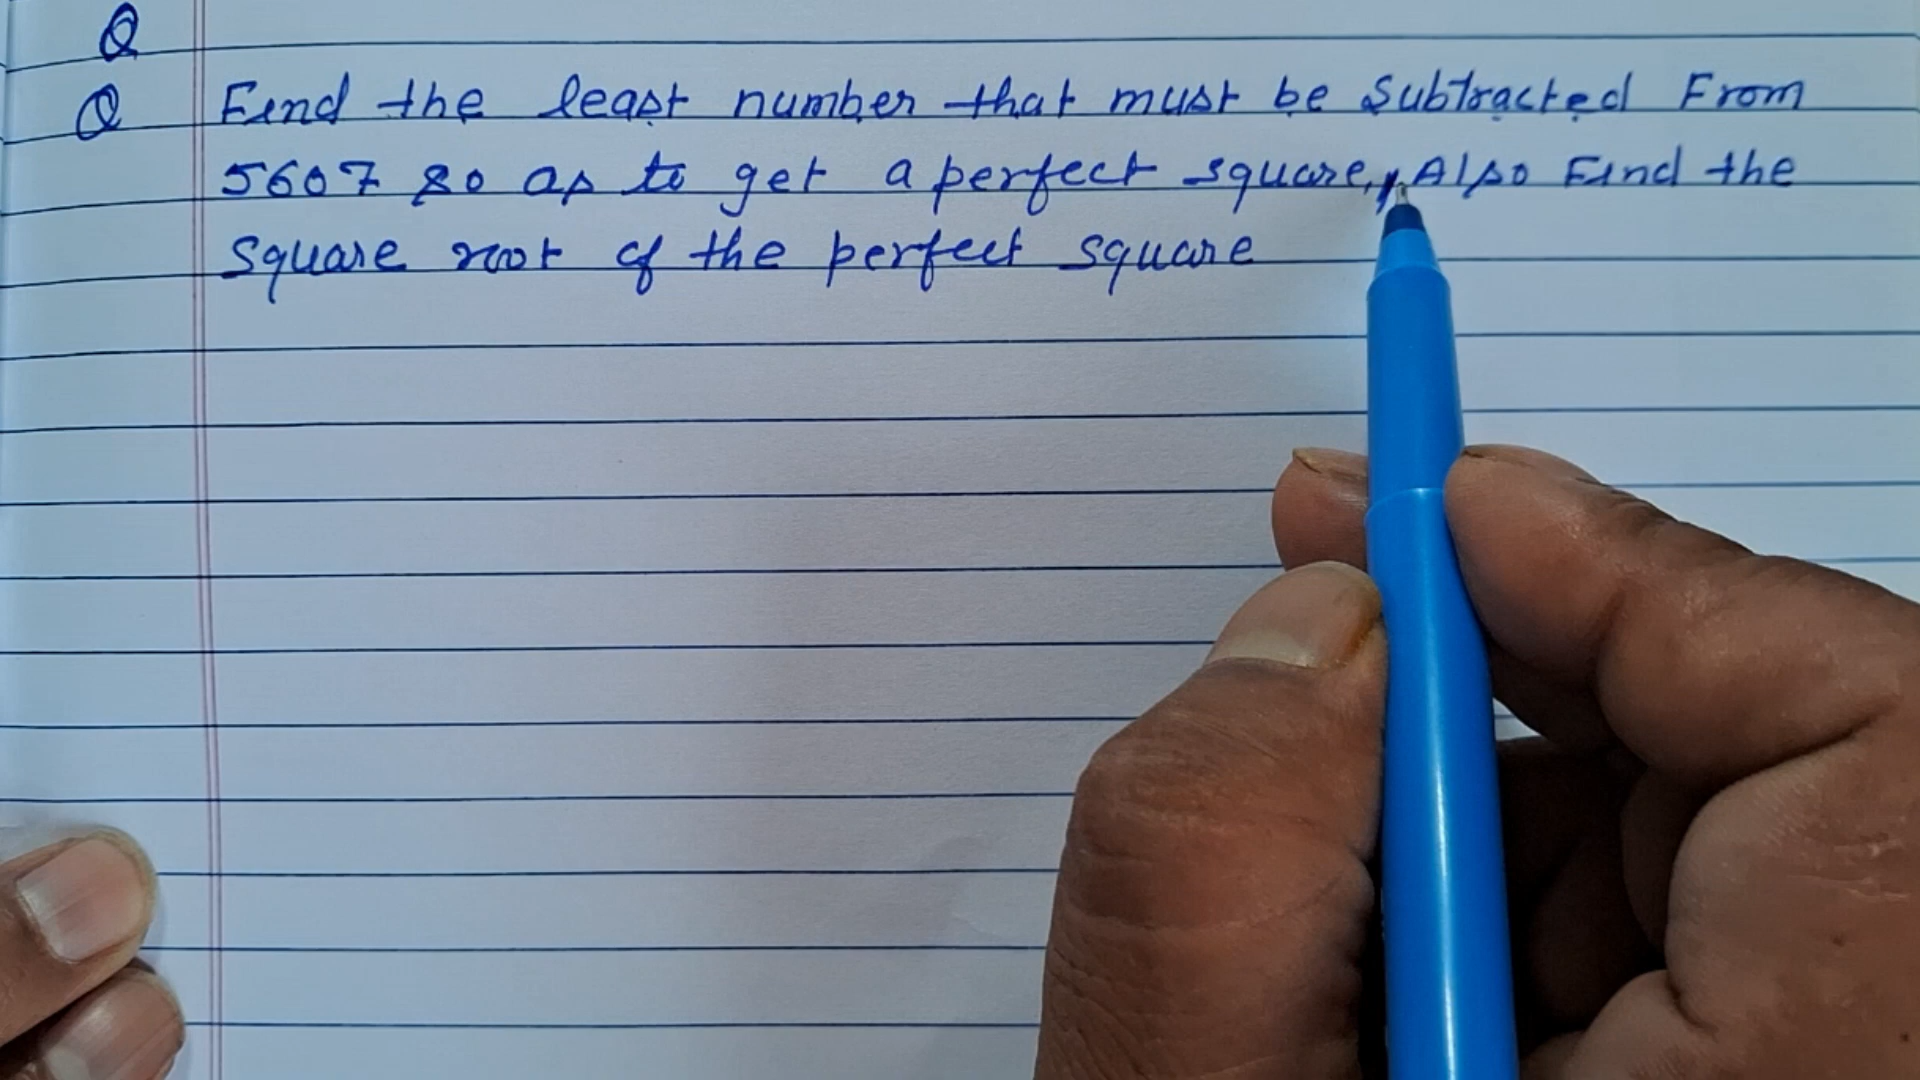 Q
Q Find the least number that must be Subtracted From
5607 so as to get a perfect square, Also Find the
square root of the perfect square